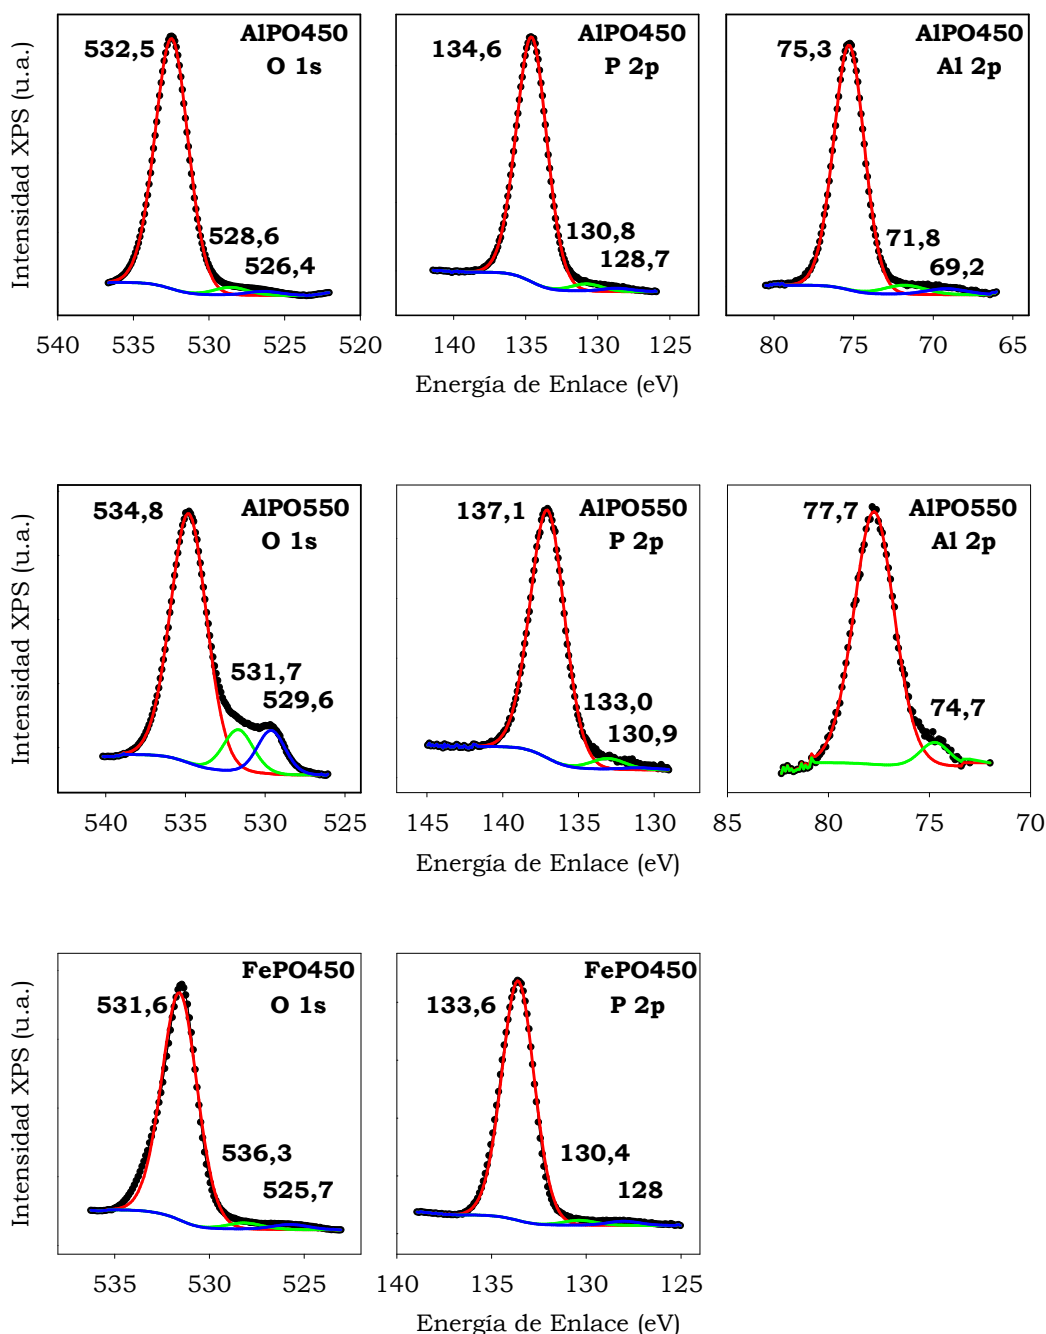 Intensidad XPS (u.a.)
532,5
AlPO450
O 1s
528,6
526,4
540 535 530 525 520
134,6
AlPO450
P 2p
130,8
128,7
140 135 130 125
75,3
AlPO450
Al 2p
71,8
69,2
80 75 70 65
Energía de Enlace (eV)
Intensidad XPS (u.a.)
534,8
AlPO550
O 1s
531,7
529,6
540 535 530 525
137,1
AlPO550
P 2p
133,0
130,9
145 140 135 130
77,7
AlPO550
Al 2p
74,7
85 80 75 70
Energía de Enlace (eV)
Intensidad XPS (u.a.)
531,6
FePO450
O 1s
536,3
525,7
535 530 525
133,6
FePO450
P 2p
130,4
128
140 135 130 125
Energía de Enlace (eV)